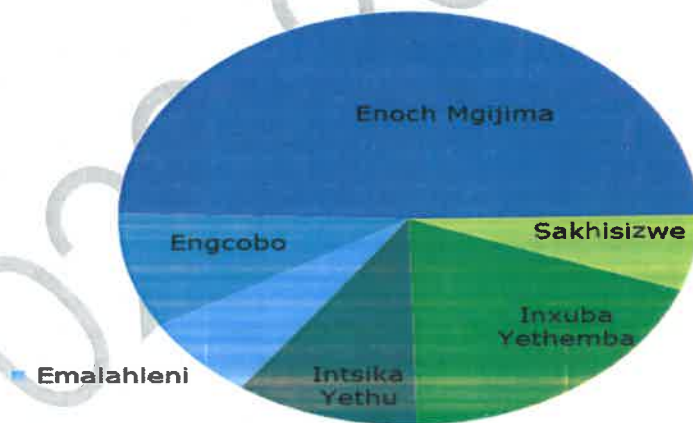 Enoch Mgijima
Engcobo
Sakhisizwe
Inxuba
Yethemba
Emalahleni
Intsika
Yethu